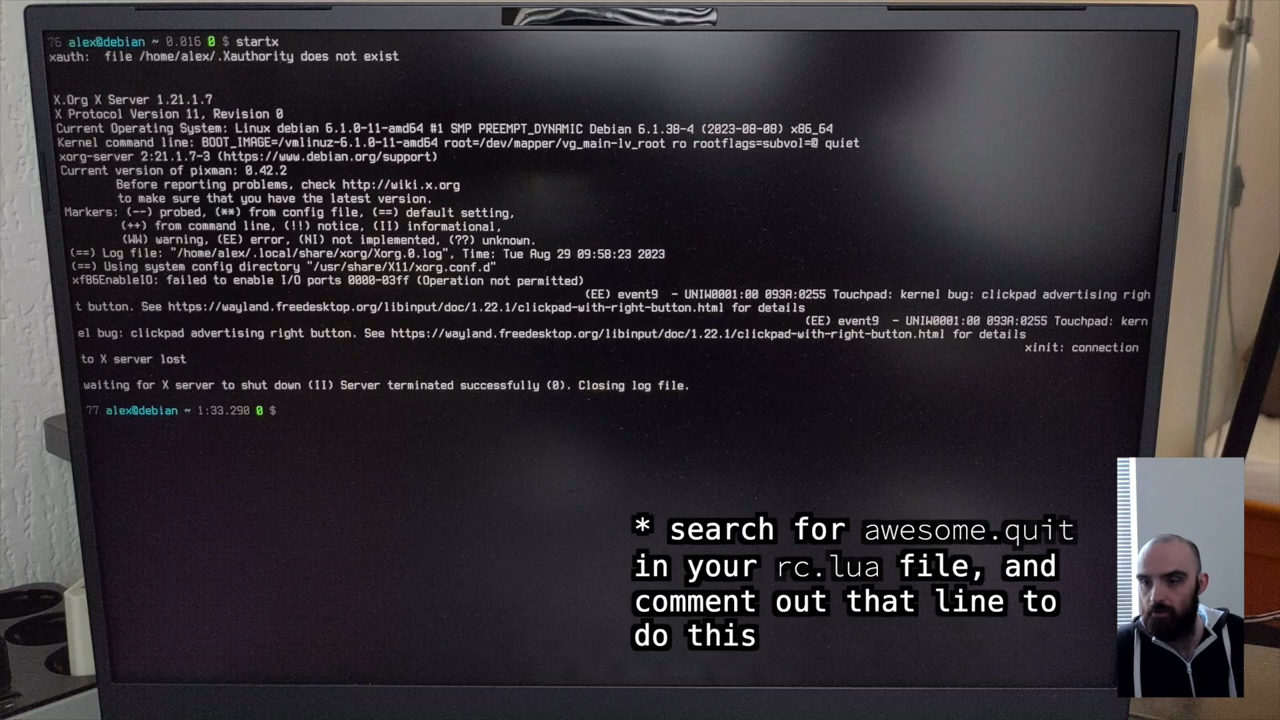 76 alex@debian ~ 0.016 0 $ startx
xauth:  file /home/alex/.Xauthority does not exist
X.Org X Server 1.21.1.7
X Protocol Version 11, Revision 0
Current Operating System: Linux debian 6.1.0-11-amd64 #1 SMP PREEMPT_DYNAMIC Debian 6.1.38-4 (2023-08-08) x86_64
Kernel command line: BOOT_IMAGE=/vmlinuz-6.1.0-11-amd64 root=/dev/mapper/vg_main-lv_root ro rootflags=subvol=@ quiet
xorg-server 2:21.1.7-3 (https://www.debian.org/support)
Current version of pixman: 0.42.2
Before reporting problems, check http://wiki.x.org
to make sure that you have the latest version.
Markers: (--) probed, (**) from config file, (==) default setting,
(++) from command line, (!!) notice, (II) informational,
(WW) warning, (EE) error, (NI) not implemented, (??) unknown.
(==) Log file: "/home/alex/.local/share/xorg/Xorg.0.log", Time: Tue Aug 29 09:58:23 2023
(==) Using system config directory "/usr/share/X11/xorg.conf.d"
xf86EnableIO: failed to enable I/O ports 0000-03ff (Operation not permitted)
(EE) event9  - UNIW0001:00 093A:0255 Touchpad: kernel bug: clickpad advertising righ
t button. See https://wayland.freedesktop.org/libinput/doc/1.22.1/clickpad-with-right-button.html for details
(EE) event9  - UNIW0001:00 093A:0255 Touchpad: kern
el bug: clickpad advertising right button. See https://wayland.freedesktop.org/libinput/doc/1.22.1/clickpad-with-right-button.html for details
xinit: connection
to X server lost
waiting for X server to shut down (II) Server terminated successfully (0). Closing log file.
77 alex@debian ~ 1:33.290 0 $
* search for awesome.quit
in your rc.lua file, and
comment out that line to
do this